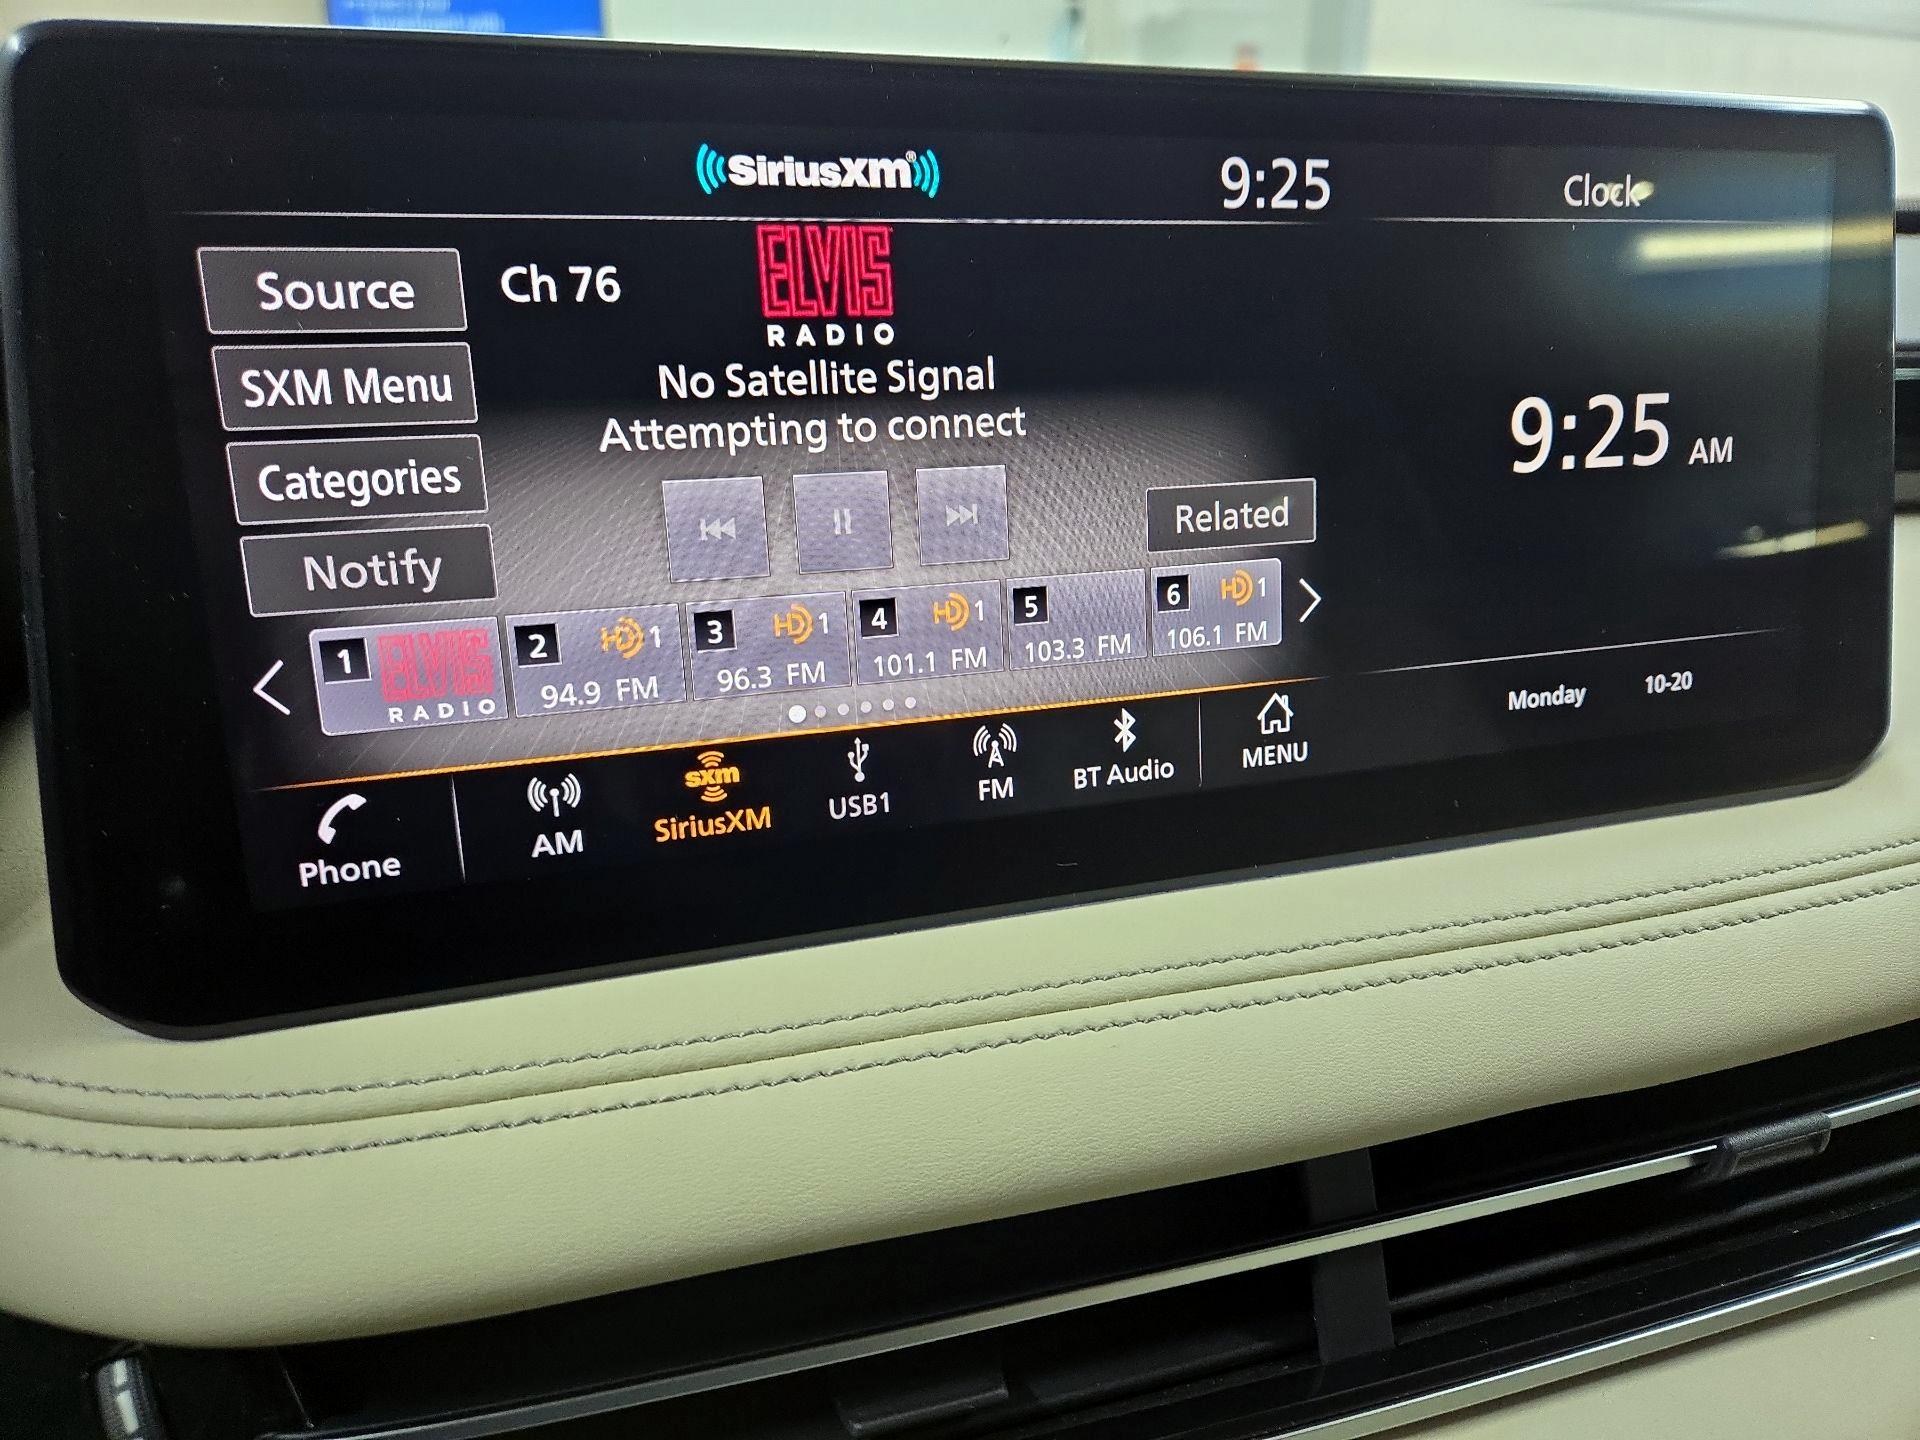 SiriusXM®
9:25
Clock
Source
Ch 76
ELVIS
RADIO
SXM Menu
No Satellite Signal
Attempting to connect
Categories
9:25 AM
Notify
Related
1 ELVIS RADIO
2 HD 1 94.9 FM
3 HD 1 96.3 FM
4 HD 1 101.1 FM
5 103.3 FM
6 HD 1 106.1 FM
Monday 10-20
Phone
AM
sxm
SiriusXM
USB1
FM
BT Audio
MENU